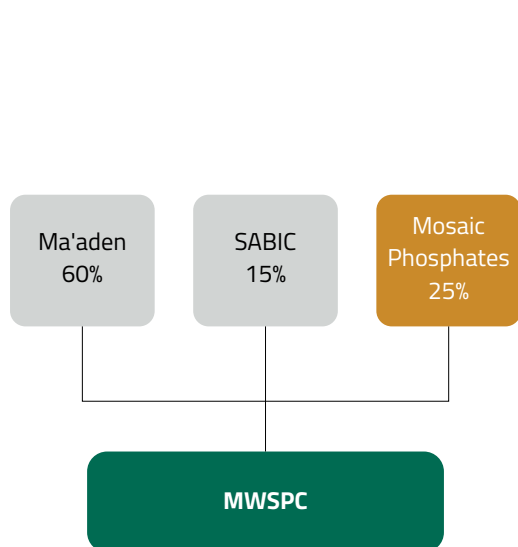 Ma'aden
60%
SABIC
15%
Mosaic
Phosphates
25%
MWSPC